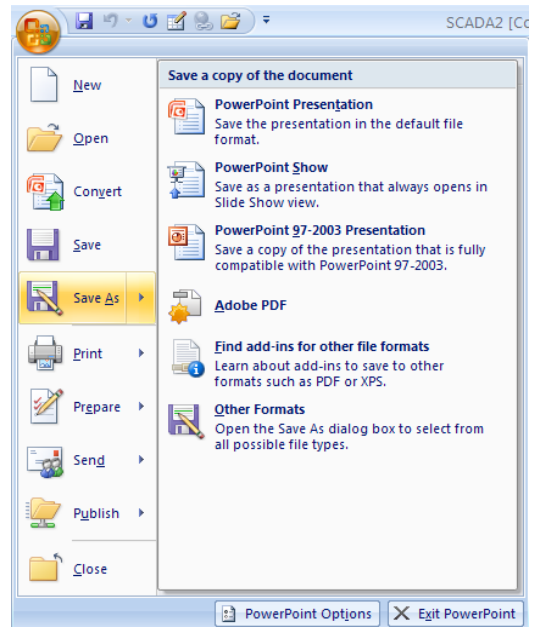 SCADA2 [Co
New
Open
Convert
Save
Save As
Print
Prepare
Send
Publish
Close
Save a copy of the document
PowerPoint Presentation
Save the presentation in the default file
format.
PowerPoint Show
Save as a presentation that always opens in
Slide Show view.
PowerPoint 97-2003 Presentation
Save a copy of the presentation that is fully
compatible with PowerPoint 97-2003.
Adobe PDF
Find add-ins for other file formats
Learn about add-ins to save to other
formats such as PDF or XPS.
Other Formats
Open the Save As dialog box to select from
all possible file types.
PowerPoint Options
Exit PowerPoint